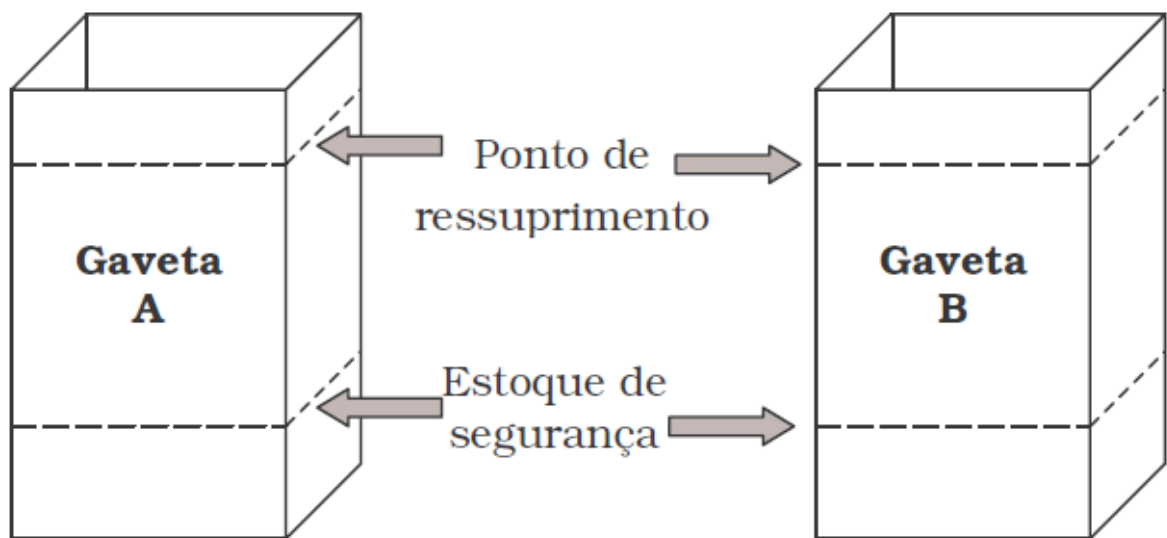 Ponto de
ressuprimento
Gaveta
A
Gaveta
B
Estoque de
segurança